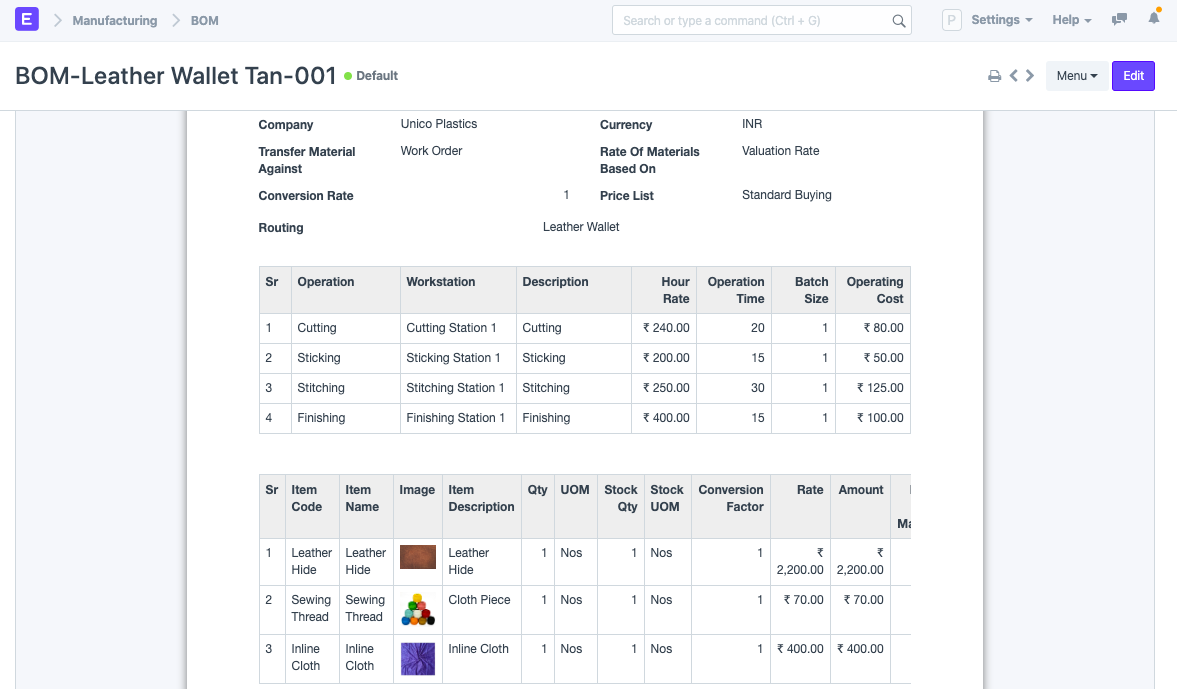 E Manufacturing BOM Search or type a command (Ctrl + G) P Settings Help
BOM-Leather Wallet Tan-001 Default Menu Edit
Company Unico Plastics Currency INR
Transfer Material Against Work Order Rate Of Materials Based On Valuation Rate
Conversion Rate 1 Price List Standard Buying
Routing Leather Wallet
Sr Operation Workstation Description Hour Rate Operation Time Batch Size Operating Cost
1 Cutting Cutting Station 1 Cutting ₹ 240.00 20 1 ₹ 80.00
2 Sticking Sticking Station 1 Sticking ₹ 200.00 15 1 ₹ 50.00
3 Stitching Stitching Station 1 Stitching ₹ 250.00 30 1 ₹ 125.00
4 Finishing Finishing Station 1 Finishing ₹ 400.00 15 1 ₹ 100.00
Sr Item Code Item Name Image Item Description Qty UOM Stock Qty Stock UOM Conversion Factor Rate Amount
1 Leather Hide Leather Hide Leather Hide 1 Nos 1 Nos 1 ₹ 2,200.00 ₹ 2,200.00
2 Sewing Thread Sewing Thread Cloth Piece 1 Nos 1 Nos 1 ₹ 70.00 ₹ 70.00
3 Inline Cloth Inline Cloth Inline Cloth 1 Nos 1 Nos 1 ₹ 400.00 ₹ 400.00